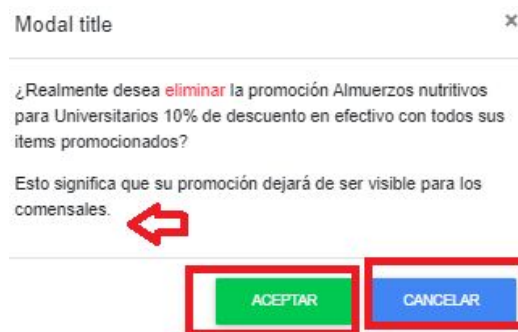 Modal title ×
¿Realmente desea eliminar la promoción Almuerzos nutritivos
para Universitarios 10% de descuento en efectivo con todos sus
items promocionados?
Esto significa que su promoción dejará de ser visible para los
comensales.
ACEPTAR CANCELAR